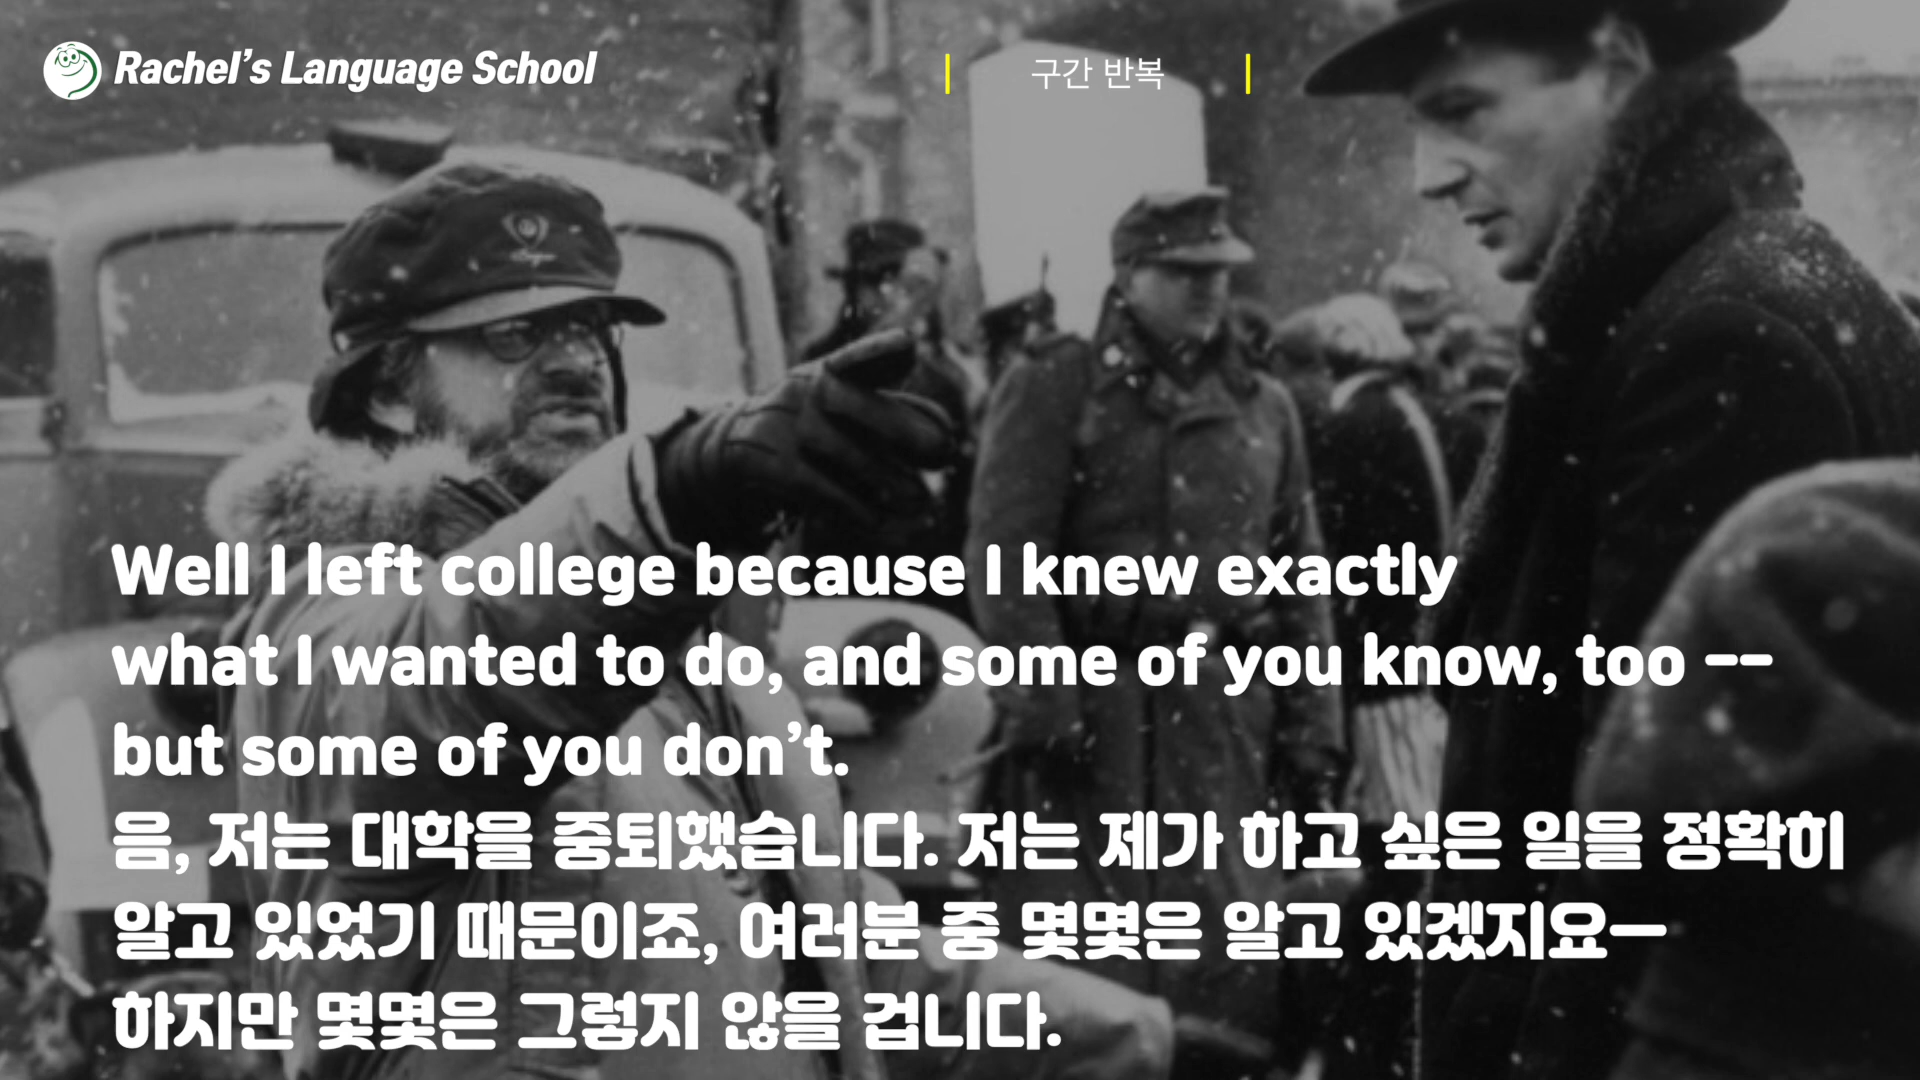 Rachel's Language School
구간 반복
Well I left college because I knew exactly
what I wanted to do, and some of you know, too --
but some of you don't.
음, 저는 대학을 중퇴했습니다. 저는 제가 하고 싶은 일을 정확히
알고 있었기 때문이죠, 여러분 중 몇몇은 알고 있겠지요—
하지만 몇몇은 그렇지 않을 겁니다.